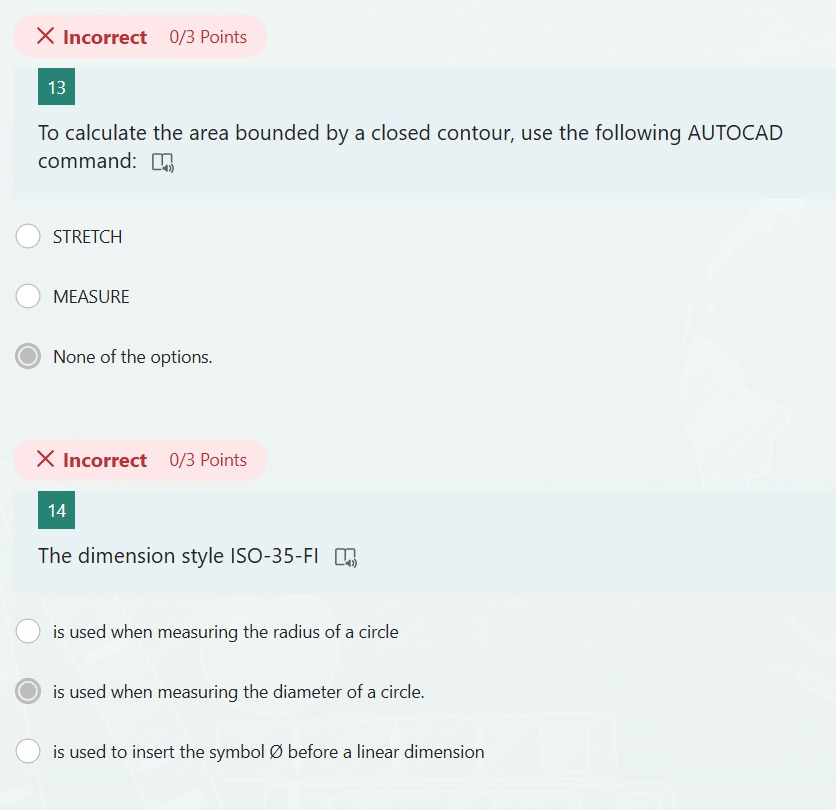 Incorrect 0/3 Points
13
To calculate the area bounded by a closed contour, use the following AUTOCAD
command:
STRETCH
MEASURE
None of the options.
Incorrect 0/3 Points
14
The dimension style ISO-35-FI
is used when measuring the radius of a circle
is used when measuring the diameter of a circle.
is used to insert the symbol Ø before a linear dimension